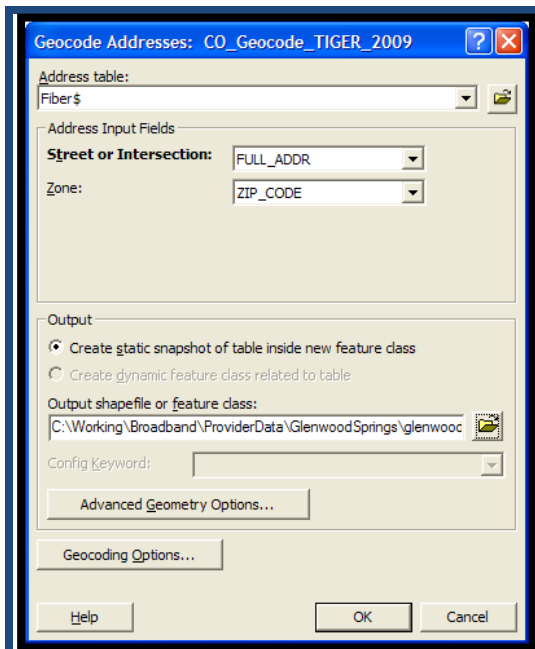 Geocode Addresses: CO_Geocode_TIGER_2009
Address table:
Fiber$
Address Input Fields
Street or Intersection: FULL_ADDR
Zone: ZIP_CODE
Output
Create static snapshot of table inside new feature class
Create dynamic feature class related to table
Output shapefile or feature class:
C:\Working\Broadband\ProviderData\GlenwoodSprings\glenwooc
Config Keyword:
Advanced Geometry Options...
Geocoding Options...
Help OK Cancel